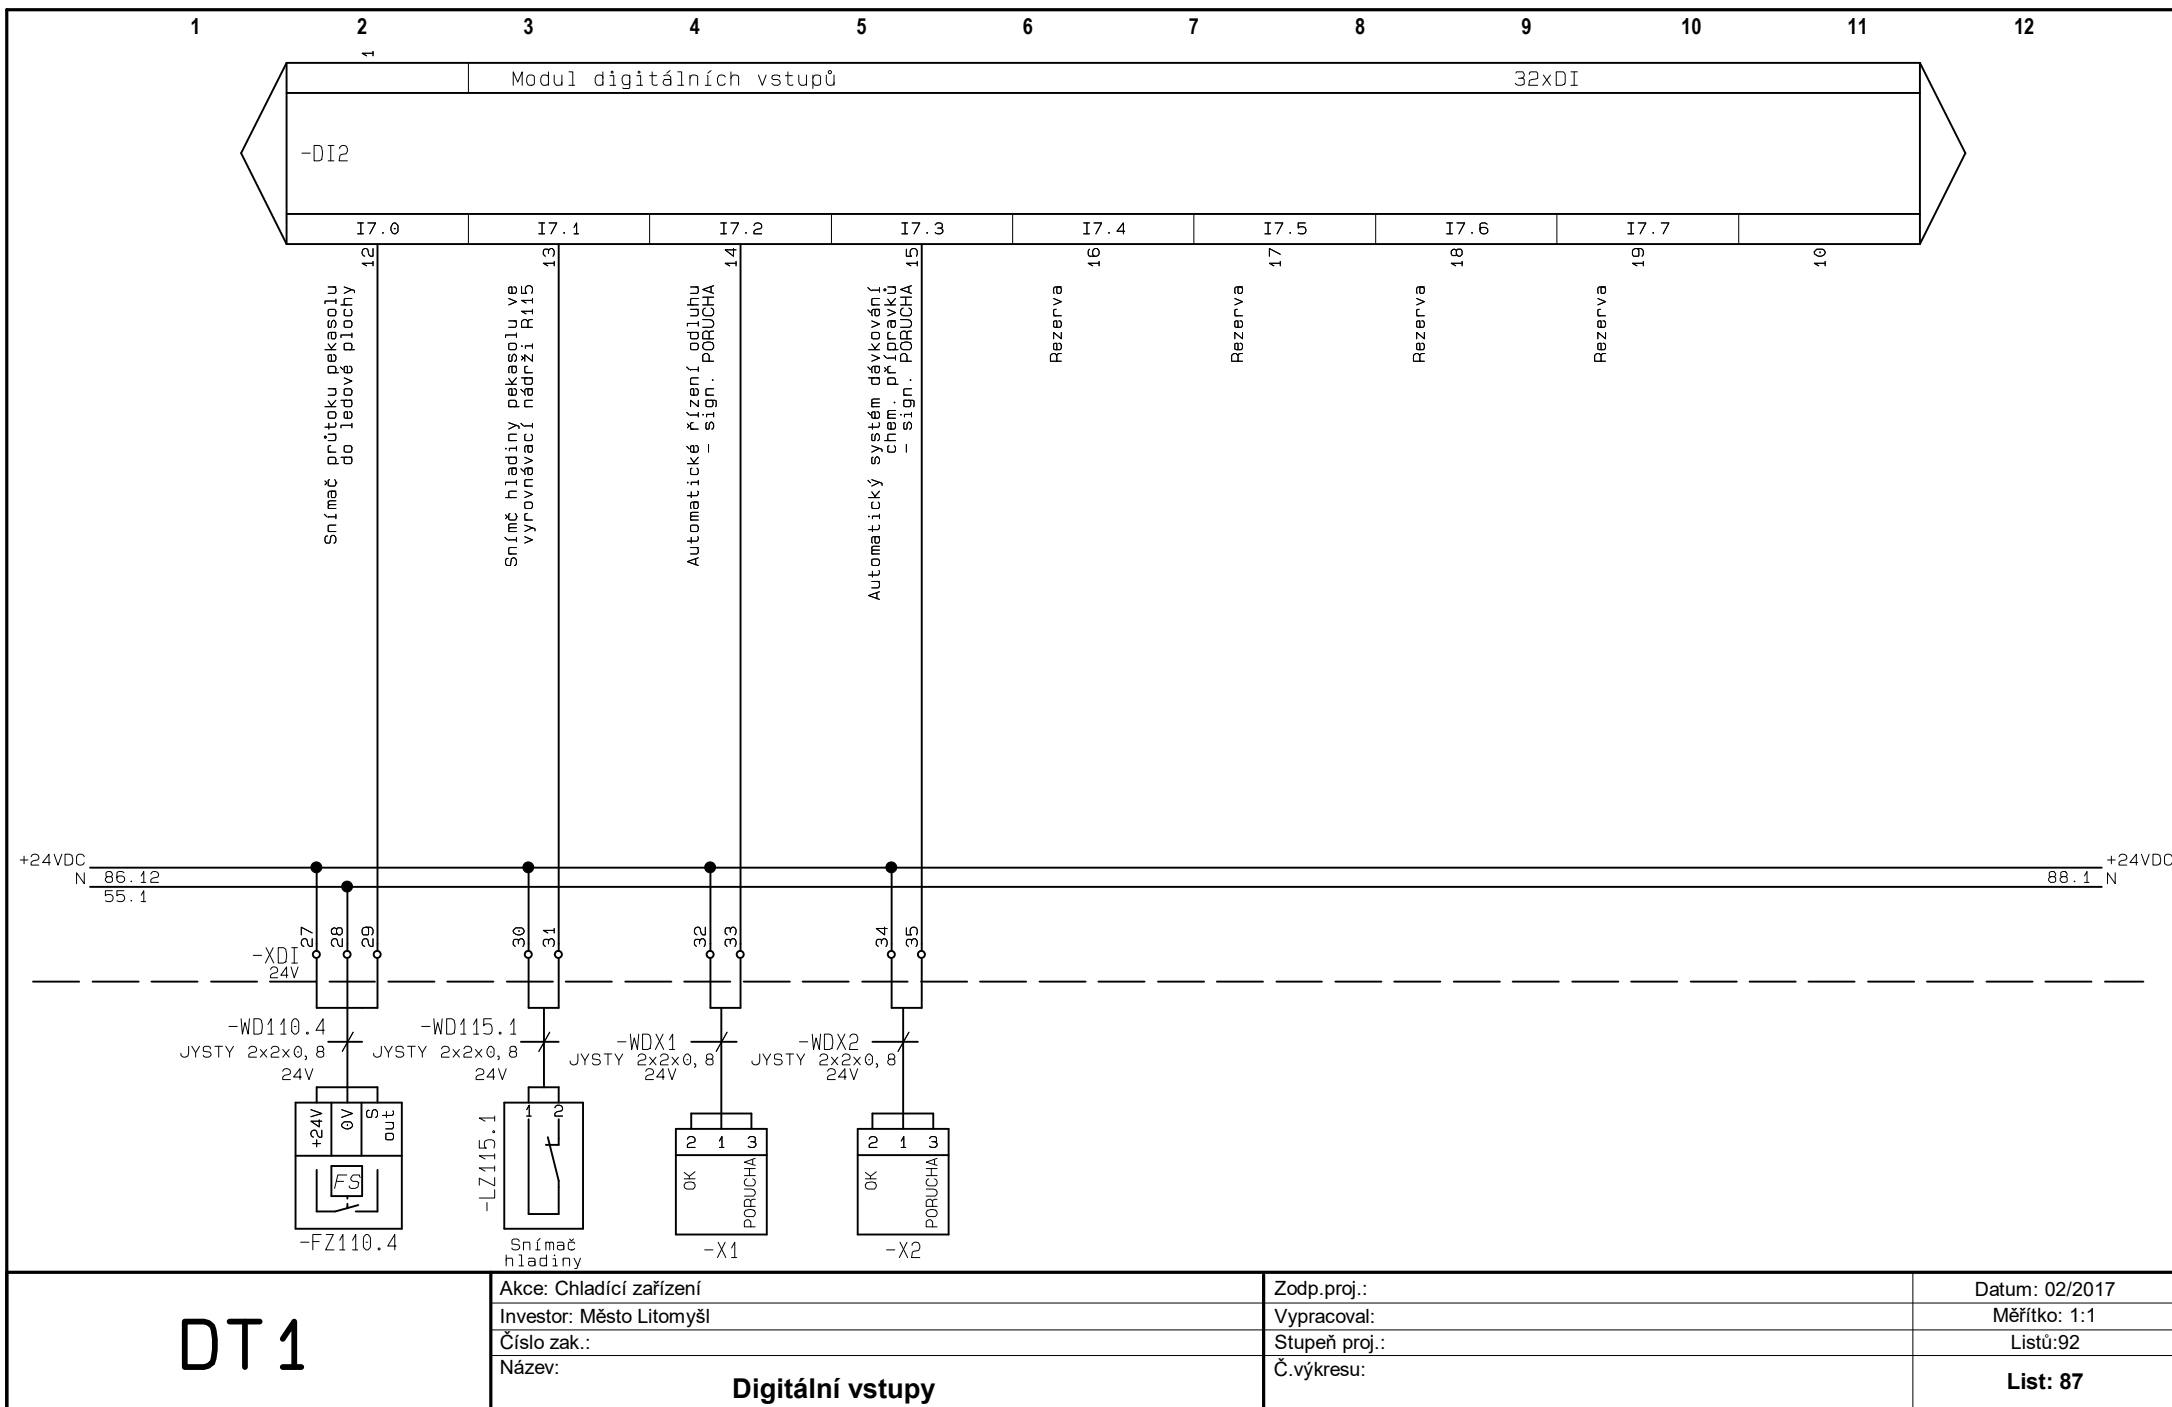 1 2 3 4 5 6 7 8 9 10 11 12
1
Modul digitálních vstupů 32xDI
-DI2
I7.0 I7.1 I7.2 I7.3 I7.4 I7.5 I7.6 I7.7
12 13 14 15 16 17 18 19 10
Snímač průtoku pekasolu
do ledové plochy
Snímč hladiny pekasolu ve
vyrovnávací nádrži R115
Automatické řízení odluhu
- sign. PORUCHA
Automatický systém dávkování
chem. přípravků
- sign. PORUCHA
Rezerva
Rezerva
Rezerva
Rezerva
+24VDC +24VDC
N 86.12 88.1 N
55.1
27 28 29 30 31 32 33 34 35
-XDI
24V
-WD110.4
JYSTY 2x2x0,8
24V
-WD115.1
JYSTY 2x2x0,8
24V
-WDX1
JYSTY 2x2x0,8
24V
-WDX2
JYSTY 2x2x0,8
24V
+24V
0V
S
out
FS
-FZ110.4
1 2
-LZ115.1
Snímač
hladiny
2 1 3
OK
PORUCHA
-X1
2 1 3
OK
PORUCHA
-X2
DT1
Akce: Chladící zařízení
Investor: Město Litomyšl
Číslo zak.:
Název:
Digitální vstupy
Zodp.proj.:
Vypracoval:
Stupeň proj.:
Č.výkresu:
Datum: 02/2017
Měřítko: 1:1
Listů:92
List: 87